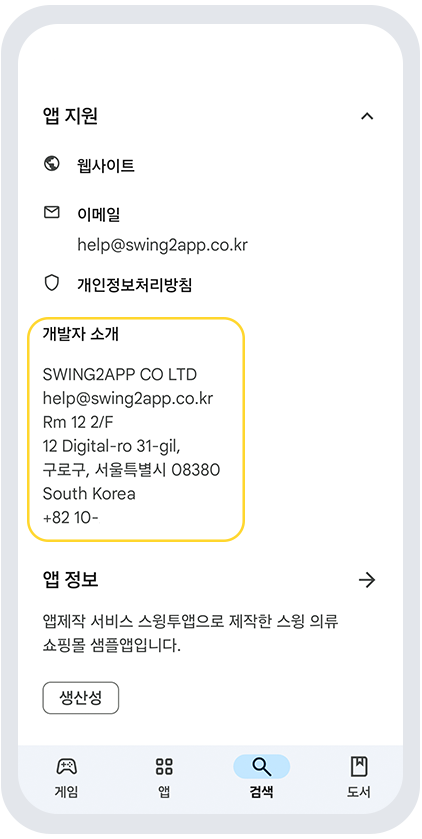 앱 지원
웹사이트
이메일
help@swing2app.co.kr
개인정보처리방침
개발자 소개
SWING2APP CO LTD
help@swing2app.co.kr
Rm 12 2/F
12 Digital-ro 31-gil,
구로구, 서울특별시 08380
South Korea
+82 10-
앱 정보
앱제작 서비스 스윙투앱으로 제작한 스윙 의류
쇼핑몰 샘플앱입니다.
생산성
게임 앱 검색 도서